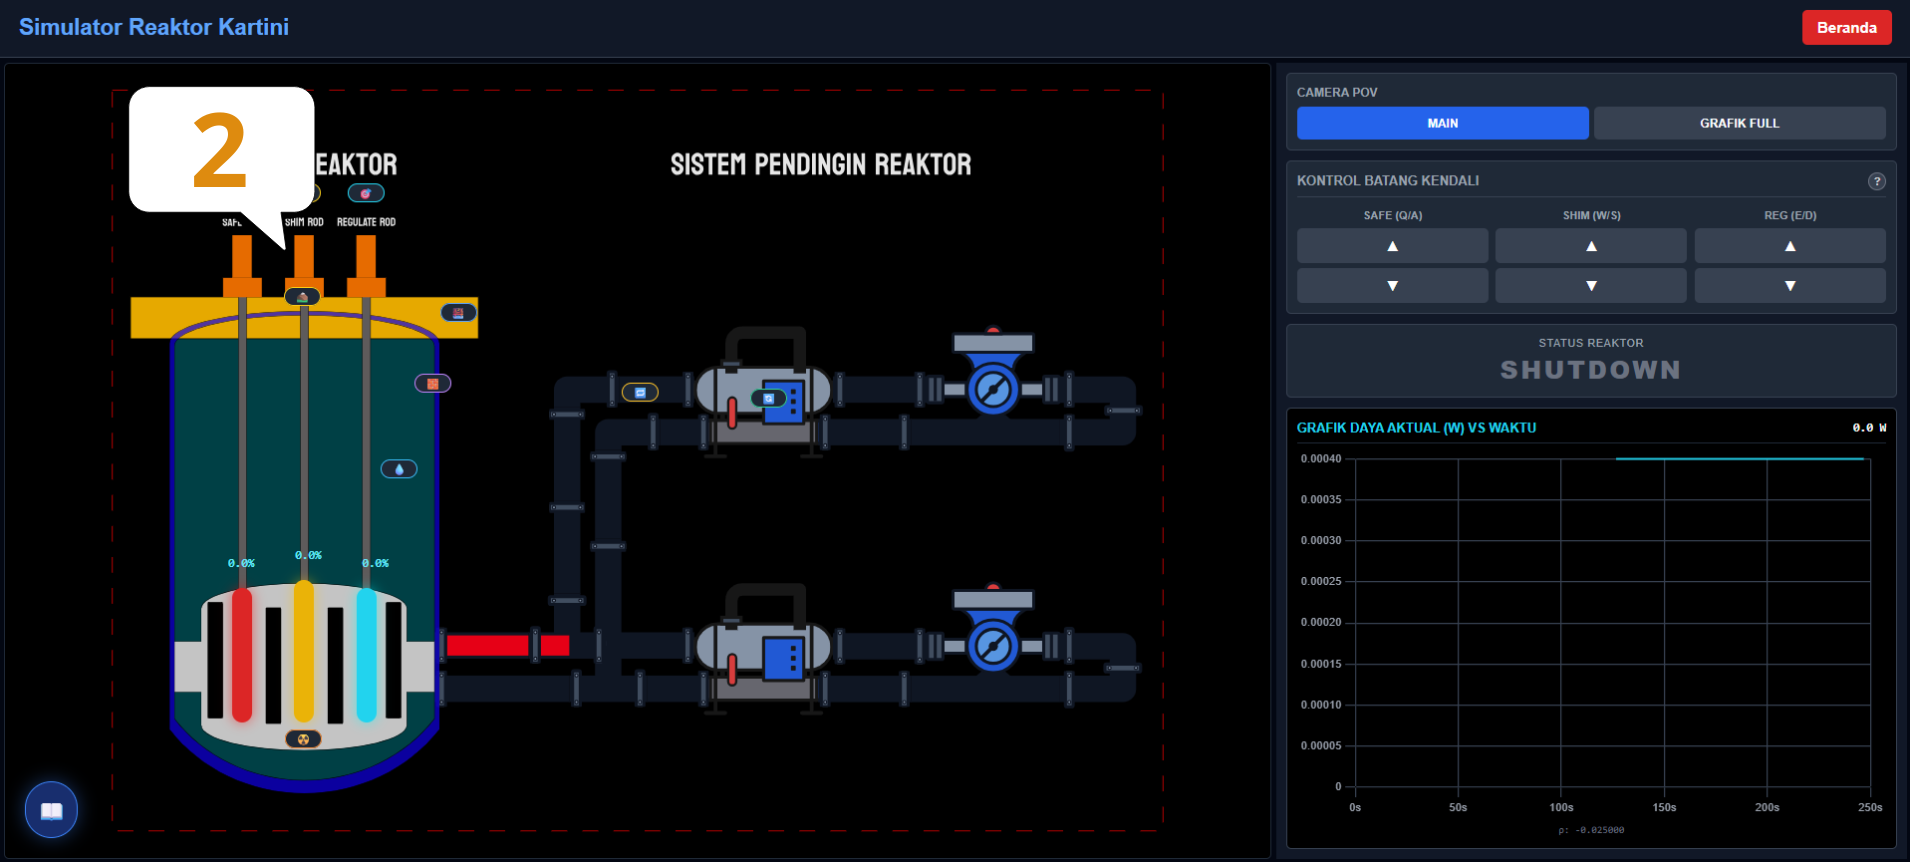 Simulator Reaktor Kartini
Beranda
2
EAKTOR
SISTEM PENDINGIN REAKTOR
SHIM ROD
REGULATE ROD
0.0%
0.0%
0.0%
CAMERA POV
MAIN
GRAFIK FULL
KONTROL BATANG KENDALI
?
SAFE (Q/A)
SHIM (W/S)
REG (E/D)
▲
▲
▲
▼
▼
▼
STATUS REAKTOR
SHUTDOWN
GRAFIK DAYA AKTUAL (W) VS WAKTU
0.0 W
0.00040
0.00035
0.00030
0.00025
0.00020
0.00015
0.00010
0.00005
0
0s
50s
100s
150s
200s
250s
ρ: -0.025000